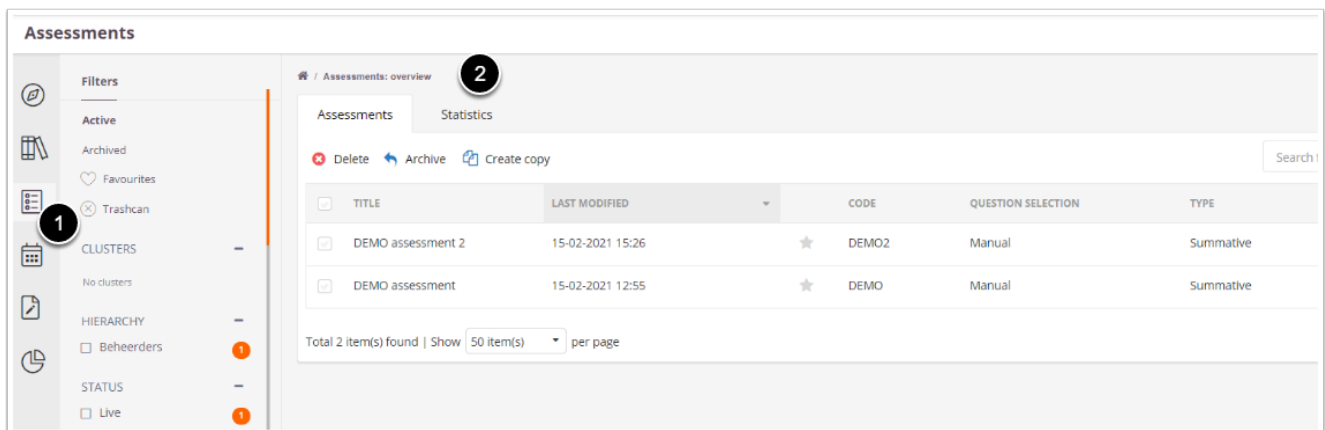 Assessments
Filters
Active
Archived
Favourites
Trashcan
CLUSTERS
No clusters
HIERARCHY
Beheerders 1
STATUS
Live 1
1
/ Assessments: overview 2
Assessments Statistics
Delete Archive Create copy Search
TITLE LAST MODIFIED CODE QUESTION SELECTION TYPE
DEMO assessment 2 15-02-2021 15:26 DEMO2 Manual Summative
DEMO assessment 15-02-2021 12:55 DEMO Manual Summative
Total 2 item(s) found | Show 50 item(s) per page